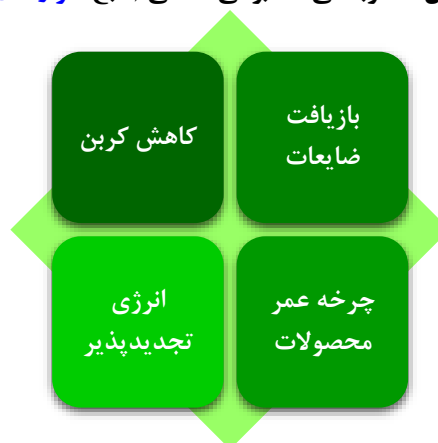 بازیافت
ضایعات
کاهش کربن
چرخه عمر
محصولات
انرژی
تجدیدپذیر